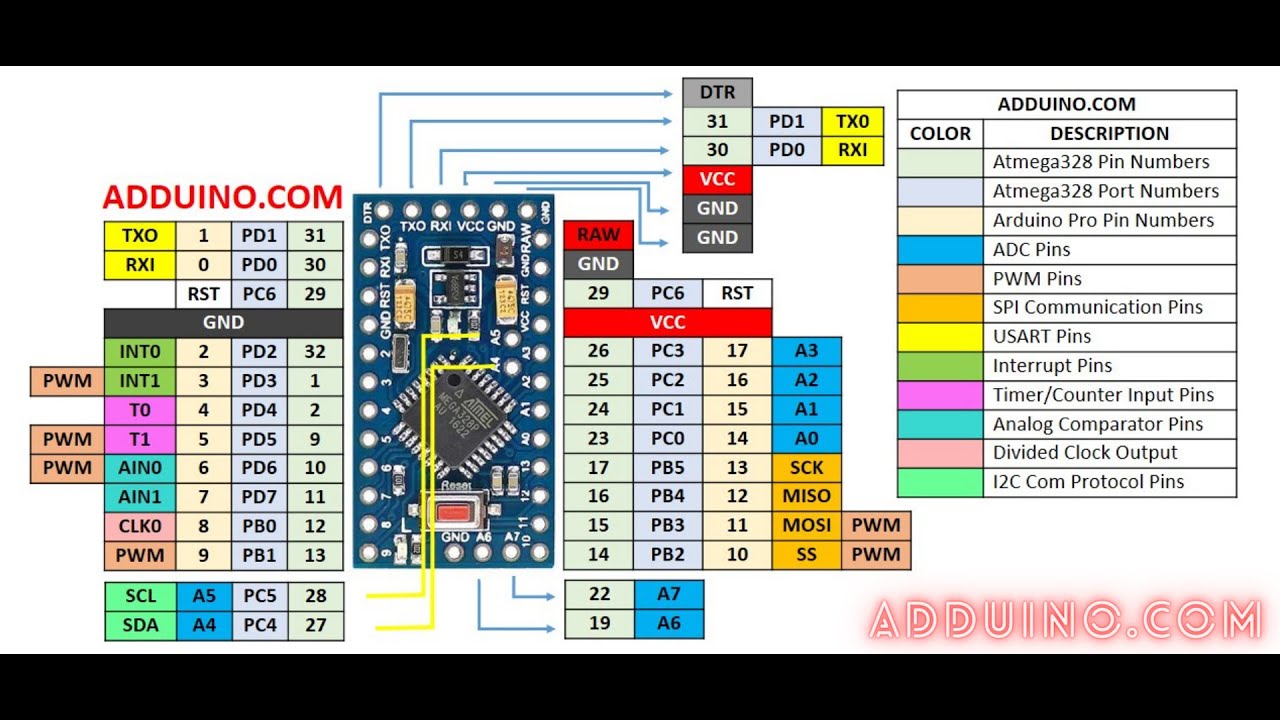 DTR
31 PD1 TX0
30 PD0 RXI
VCC
GND
GND
ADDUINO.COM
COLOR DESCRIPTION
Atmega328 Pin Numbers
Atmega328 Port Numbers
Arduino Pro Pin Numbers
ADC Pins
PWM Pins
SPI Communication Pins
USART Pins
Interrupt Pins
Timer/Counter Input Pins
Analog Comparator Pins
Divided Clock Output
I2C Com Protocol Pins
ADDUINO.COM
TXO 1 PD1 31
RXI 0 PD0 30
RST PC6 29
GND
INT0 2 PD2 32
PWM INT1 3 PD3 1
T0 4 PD4 2
PWM T1 5 PD5 9
PWM AIN0 6 PD6 10
AIN1 7 PD7 11
CLK0 8 PB0 12
PWM 9 PB1 13
SCL A5 PC5 28
SDA A4 PC4 27
DTR TXO RXI VCC GND GND
TXO
RXI
RST
GND
2
3
4
5
6
7
8
9
RAW
GND
RST
VCC
A3
A2
A1
A0
13
12
11
10
A5
A4
S4
ATMEL
MEGA328P
AU 1622
Reset
GND A6 A7
RAW
GND
29 PC6 RST
VCC
26 PC3 17 A3
25 PC2 16 A2
24 PC1 15 A1
23 PC0 14 A0
17 PB5 13 SCK
16 PB4 12 MISO
15 PB3 11 MOSI PWM
14 PB2 10 SS PWM
22 A7
19 A6
ADDUINO.COM